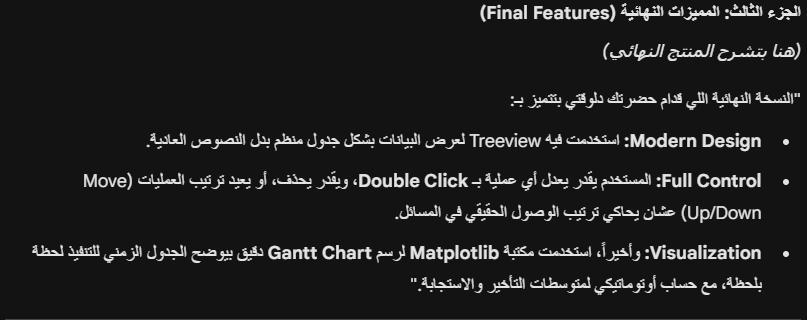 الجزء الثالث: المميزات النهائية (Final Features)
(هنا بتشرح المنتج النهائي)
"النسخة النهائية اللي قدام حضرتك دلوقتي بتتميز بـ:
• Modern Design: استخدمت فيه Treeview لعرض البيانات بشكل جدول منظم بدل النصوص العادية.
• Full Control: المستخدم يقدر يعدل أي عملية بـ Double Click، ويقدر يحذف، أو يعيد ترتيب العمليات (Move
Up/Down) عشان يحاكي ترتيب الوصول الحقيقي في المسائل.
• Visualization: وأخيراً، استخدمت مكتبة Matplotlib لرسم Gantt Chart دقيق بيوضح الجدول الزمني للتنفيذ لحظة
بلحظة، مع حساب أوتوماتيكي لمتوسطات التأخير والاستجابة."